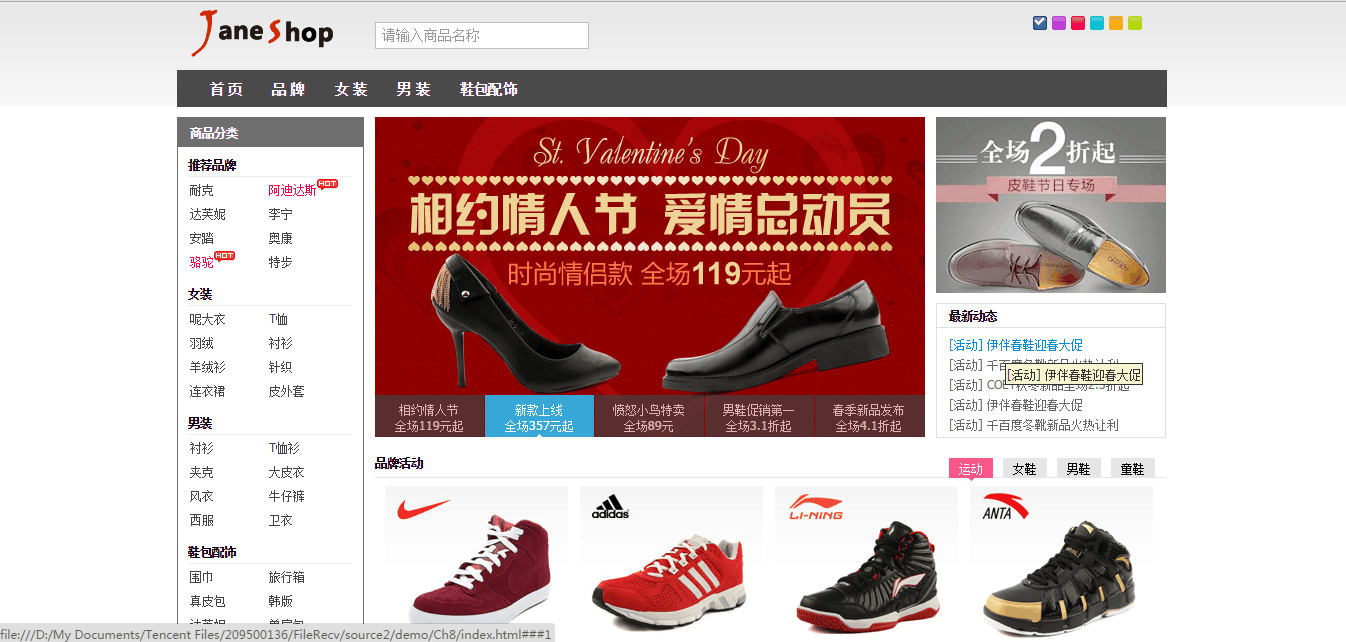 Jane Shop
请输入商品名称
首页 品牌 女装 男装 鞋包配饰
商品分类
推荐品牌
耐克 阿迪达斯 HOT
达芙妮 李宁
安踏 奥康
骆驼 HOT 特步
女装
呢大衣 T恤
羽绒 衬衫
羊绒衫 针织
连衣裙 皮外套
男装
衬衫 T恤衫
夹克 大皮衣
风衣 牛仔裤
西服 卫衣
鞋包配饰
围巾 旅行箱
真皮包 韩版
St. Valentine's Day
相约情人节 爱情总动员
时尚情侣款 全场119元起
相约情人节
全场119元起
新款上线
全场357元起
愤怒小鸟特卖
全场89元
男鞋促销第一
全场3.1折起
春季新品发布
全场4.1折起
全场2折起
皮鞋节日专场
最新动态
[活动] 伊伴春鞋迎春大促
[活动] 千百度冬靴新品火热让利
[活动] 伊伴春鞋迎春大促
[活动]
[活动] 伊伴春鞋迎春大促
[活动] 千百度冬靴新品火热让利
品牌活动
运动 女鞋 男鞋 童鞋
adidas
LI-NING
ANTA
file:///D:/My Documents/Tencent Files/209500136/FileRecv/source2/demo/Ch8/index.html###1